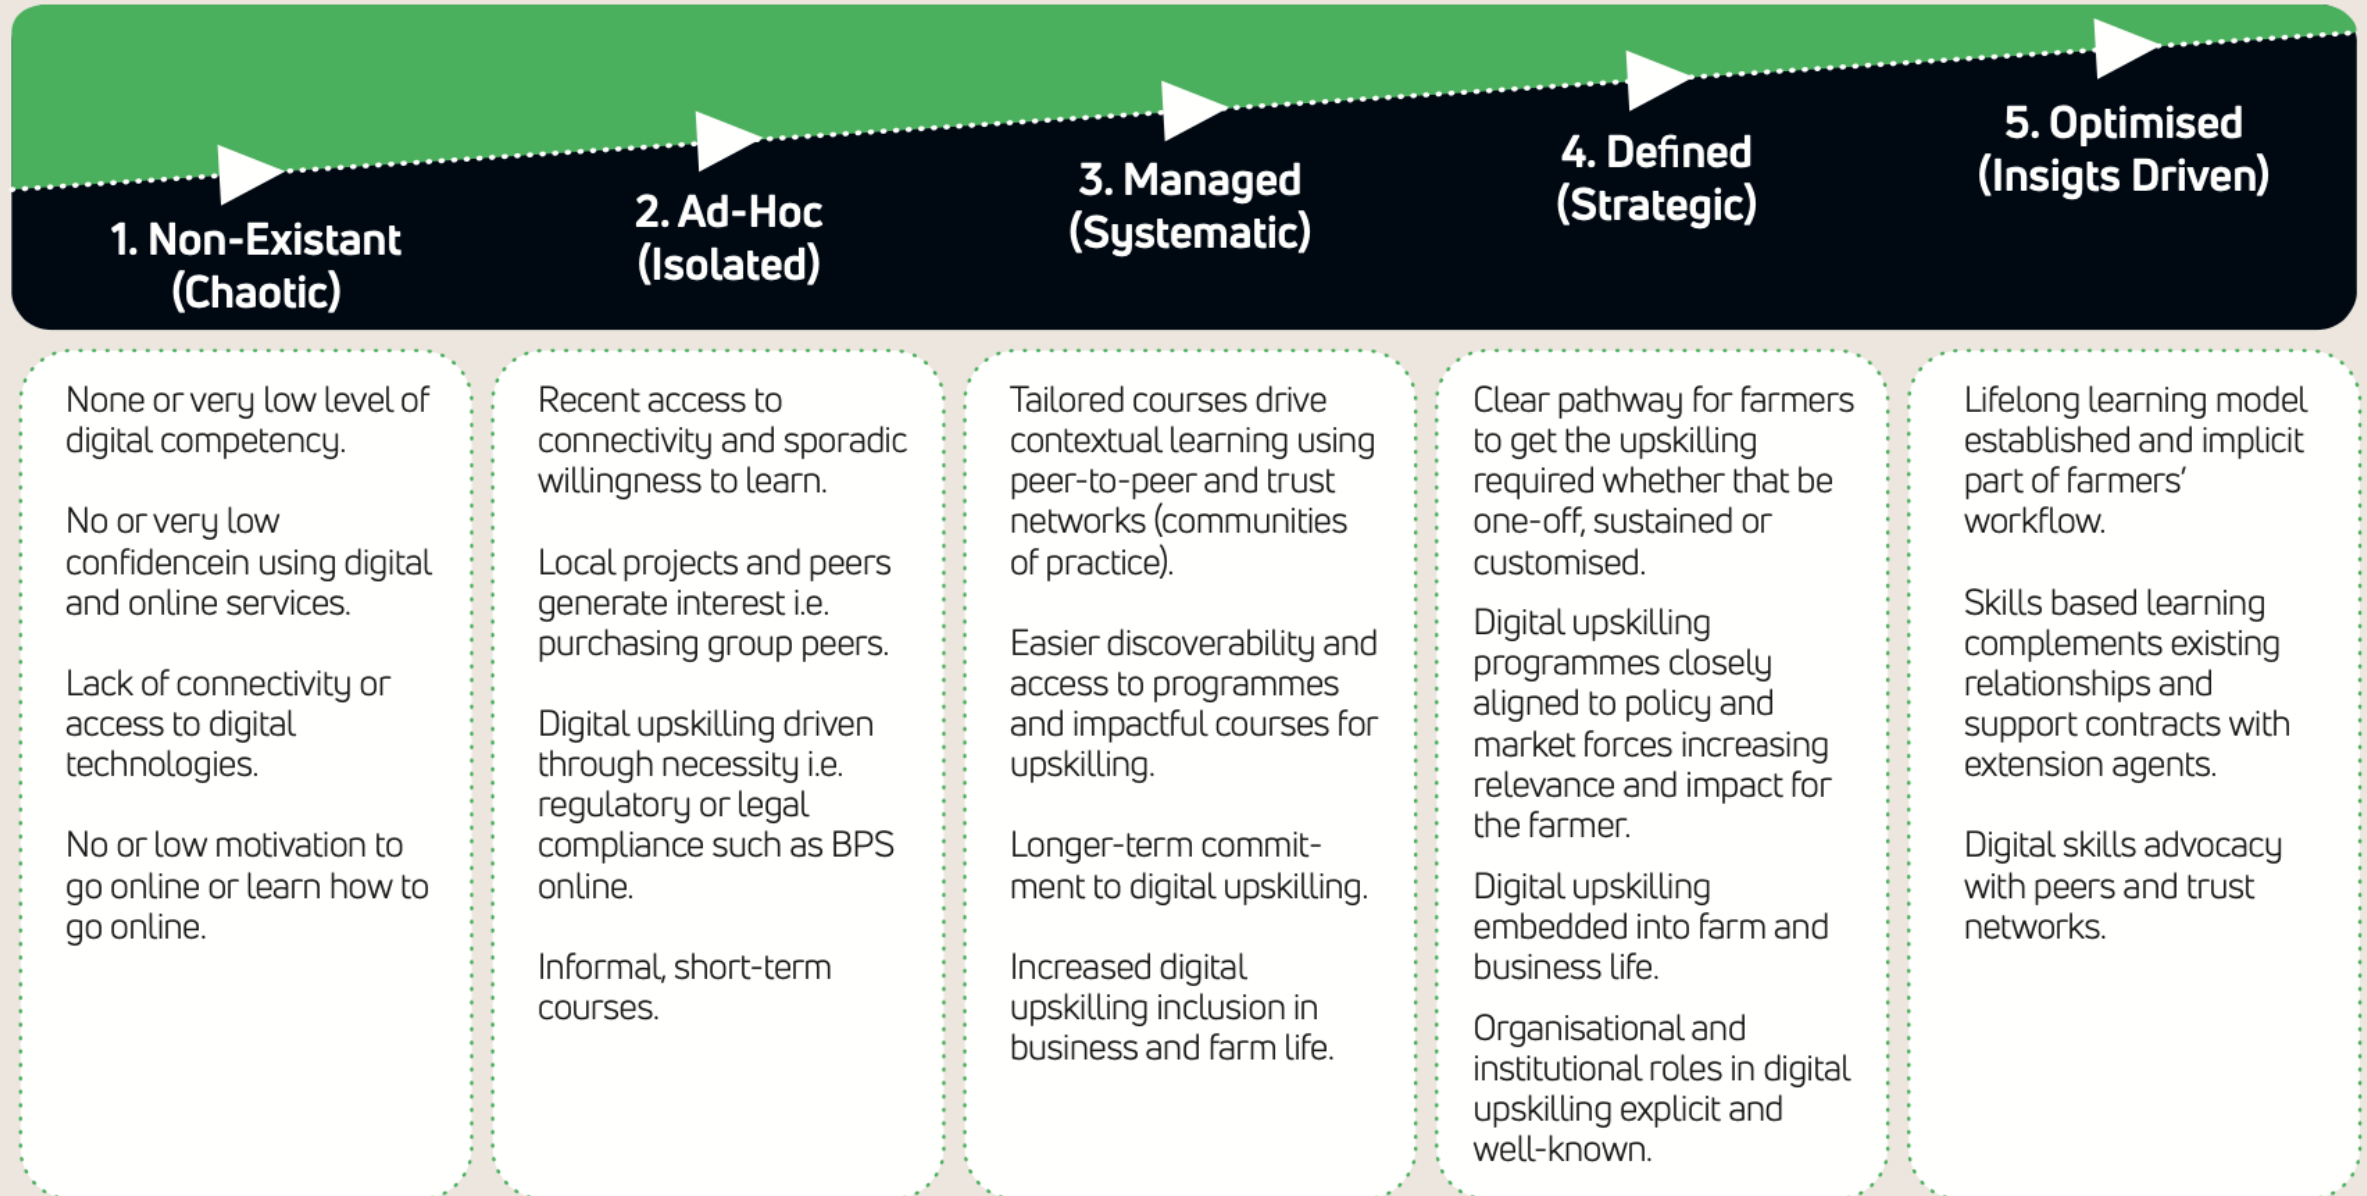 1. Non-Existant
(Chaotic)
2. Ad-Hoc
(Isolated)
3. Managed
(Systematic)
4. Defined
(Strategic)
5. Optimised
(Insigts Driven)
None or very low level of
digital competency.
No or very low
confidencein using digital
and online services.
Lack of connectivity or
access to digital
technologies.
No or low motivation to
go online or learn how to
go online.
Recent access to
connectivity and sporadic
willingness to learn.
Local projects and peers
generate interest i.e.
purchasing group peers.
Digital upskilling driven
through necessity i.e.
regulatory or legal
compliance such as BPS
online.
Informal, short-term
courses.
Tailored courses drive
contextual learning using
peer-to-peer and trust
networks (communities
of practice).
Easier discoverability and
access to programmes
and impactful courses for
upskilling.
Longer-term commit-
ment to digital upskilling.
Increased digital
upskilling inclusion in
business and farm life.
Clear pathway for farmers
to get the upskilling
required whether that be
one-off, sustained or
customised.
Digital upskilling
programmes closely
aligned to policy and
market forces increasing
relevance and impact for
the farmer.
Digital upskilling
embedded into farm and
business life.
Organisational and
institutional roles in digital
upskilling explicit and
well-known.
Lifelong learning model
established and implicit
part of farmers’
workflow.
Skills based learning
complements existing
relationships and
support contracts with
extension agents.
Digital skills advocacy
with peers and trust
networks.